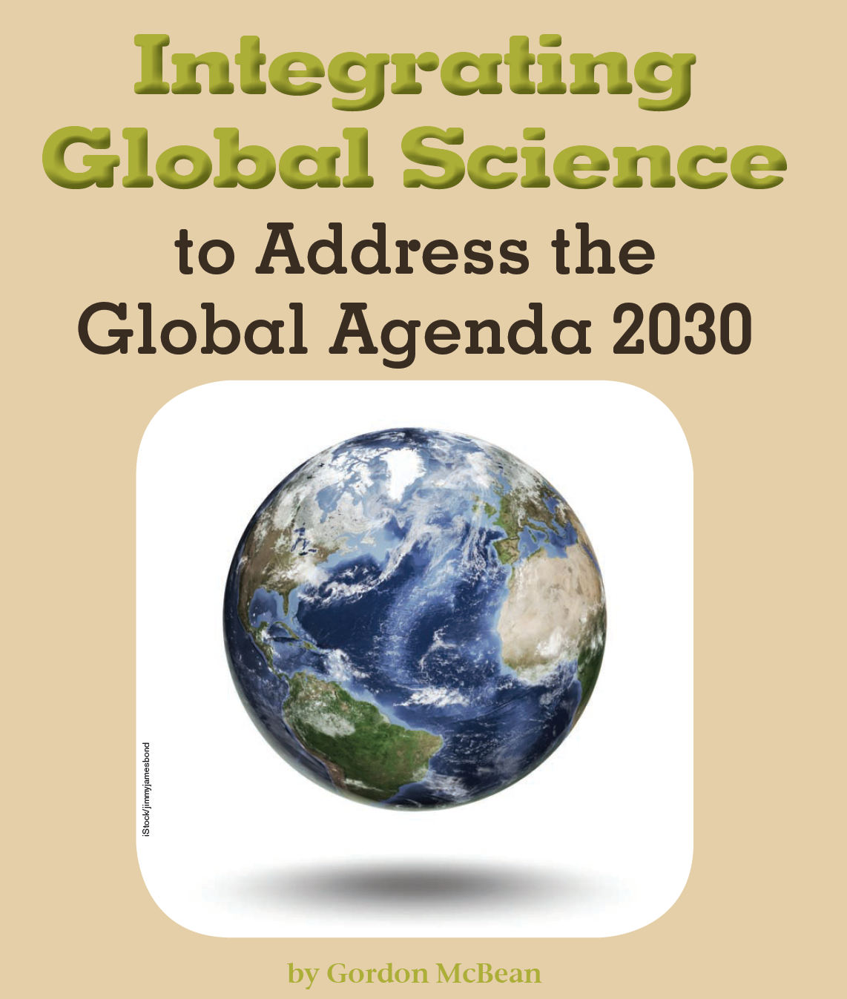 Integrating
Global Science
to Address the
Global Agenda 2030
iStock/jimmyjamesbond
by Gordon McBean